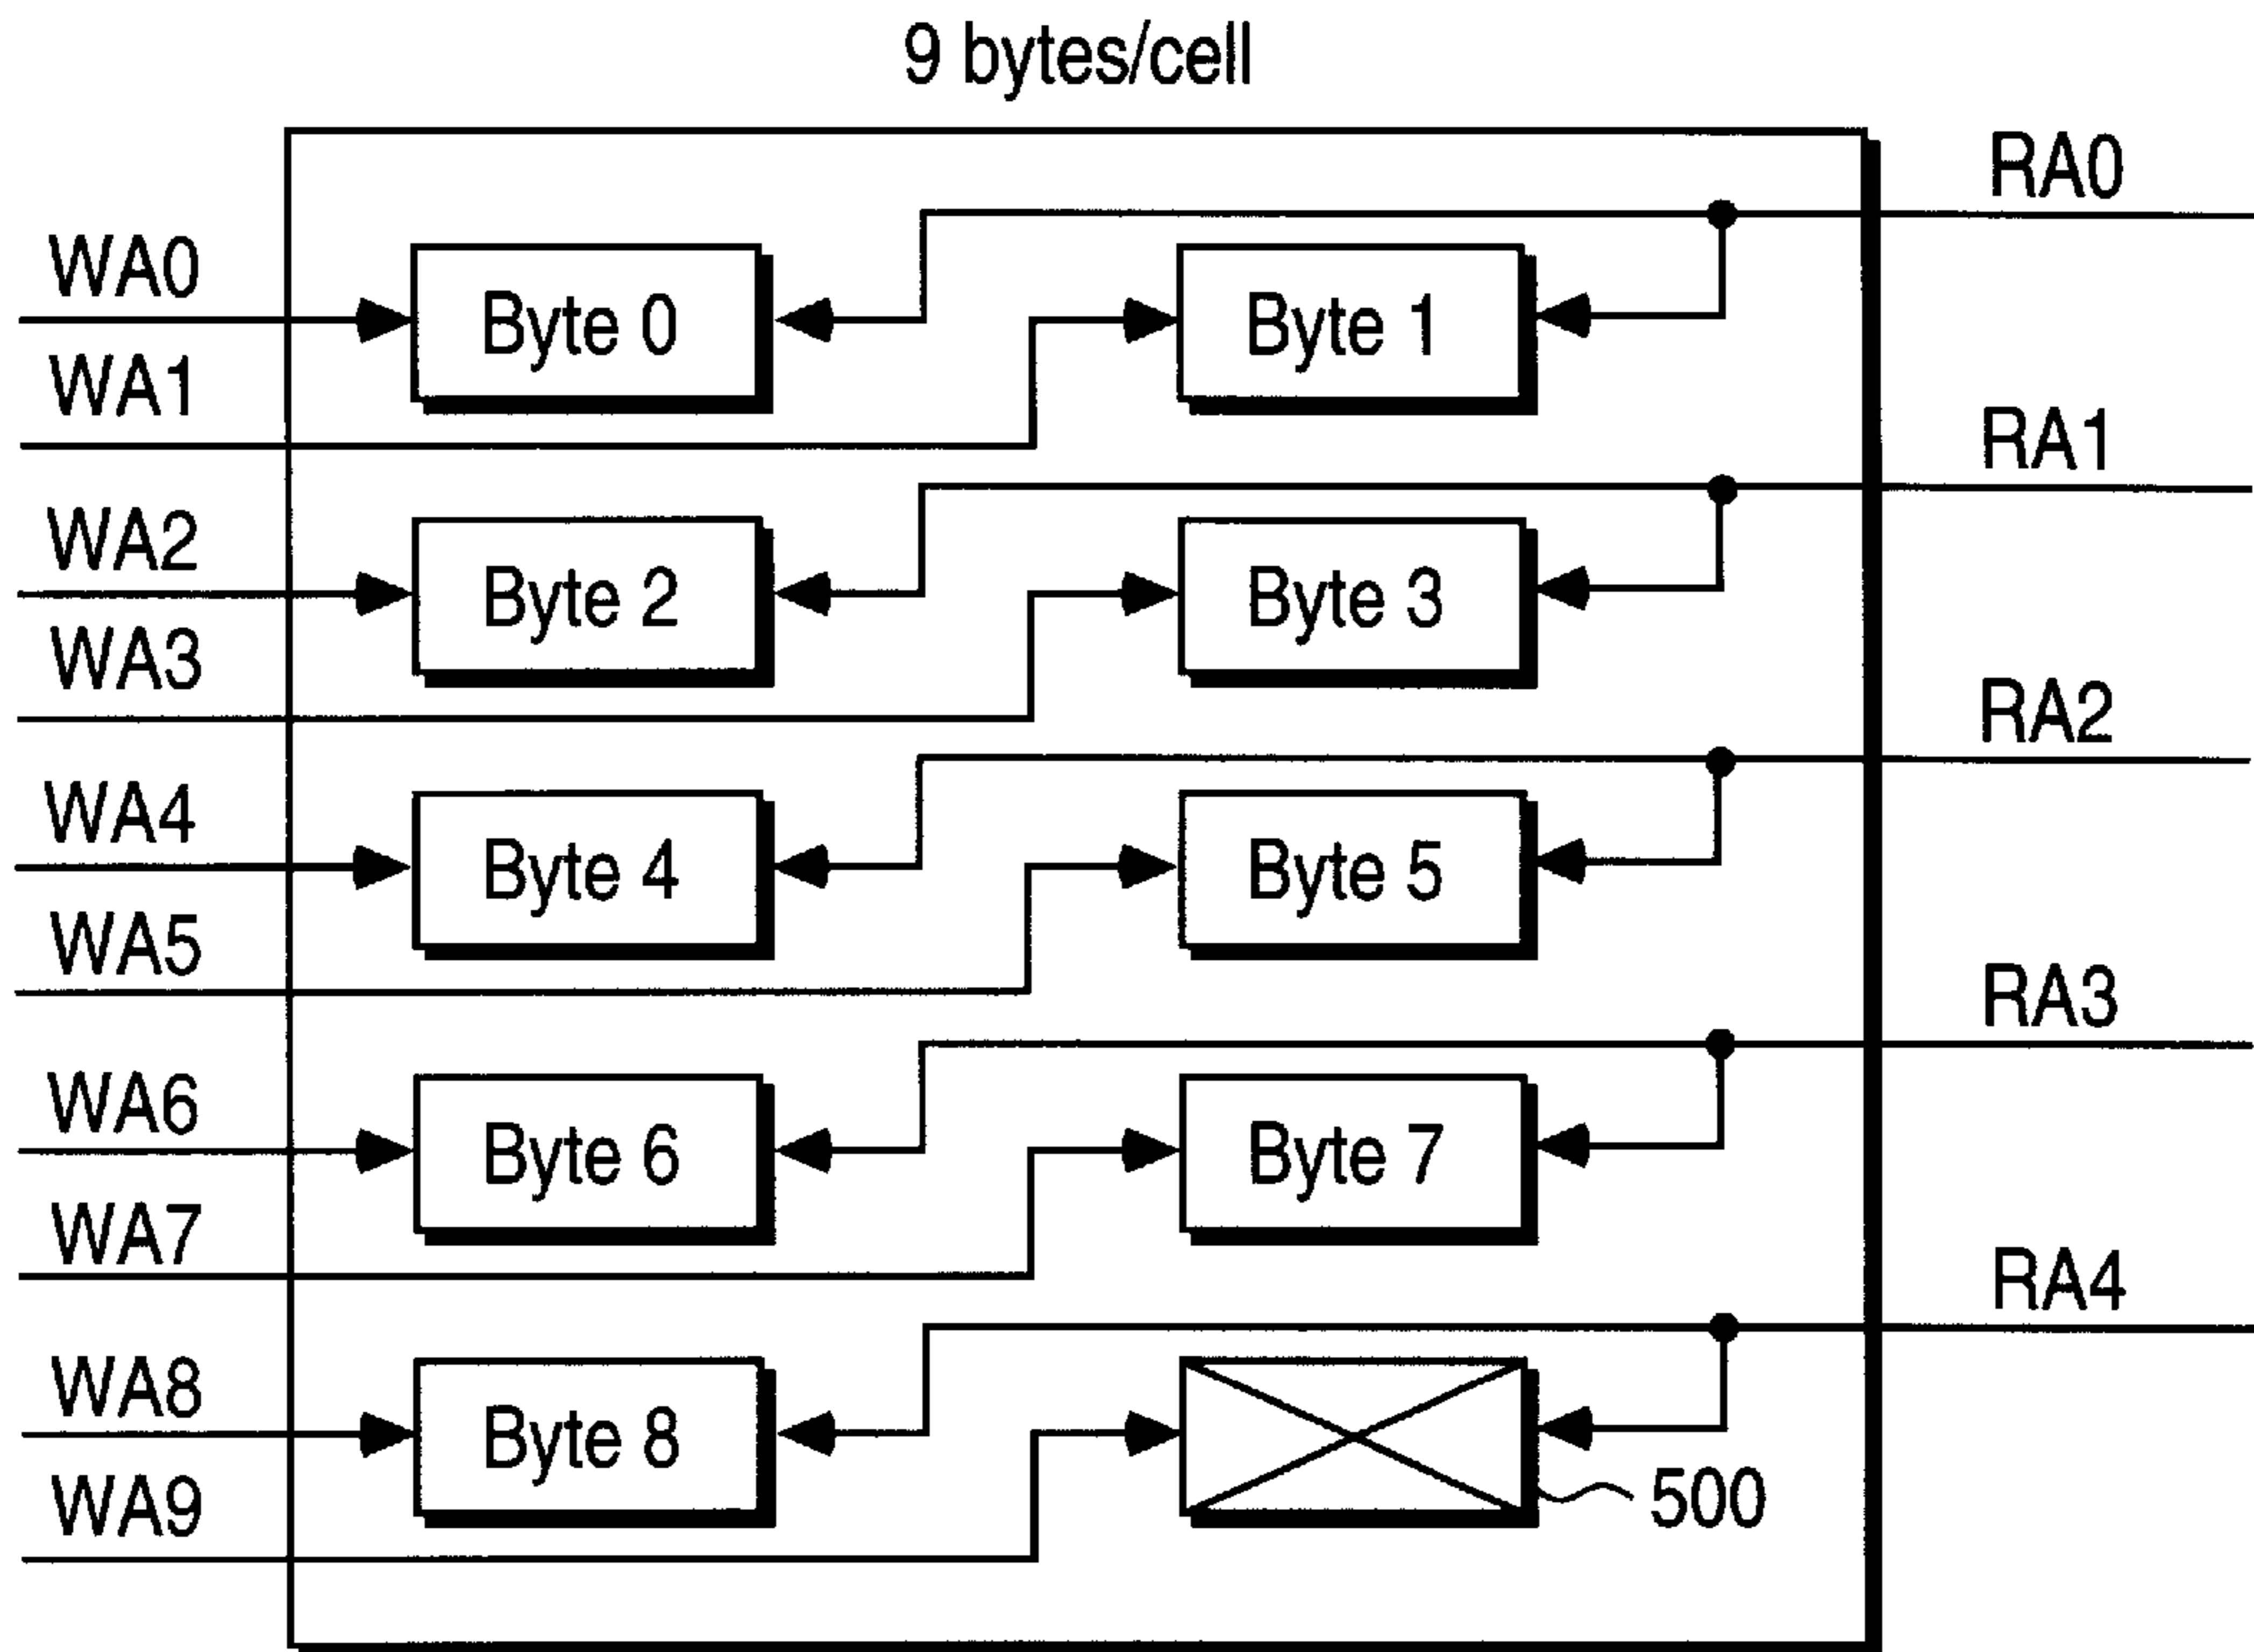 9 bytes/cell
RA0
WA0
Byte 0
Byte 1
WA1
RA1
WA2
Byte 2
Byte 3
WA3
RA2
WA4
Byte 4
Byte 5
WA5
RA3
WA6
Byte 6
Byte 7
WA7
RA4
WA8
Byte 8
WA9
500